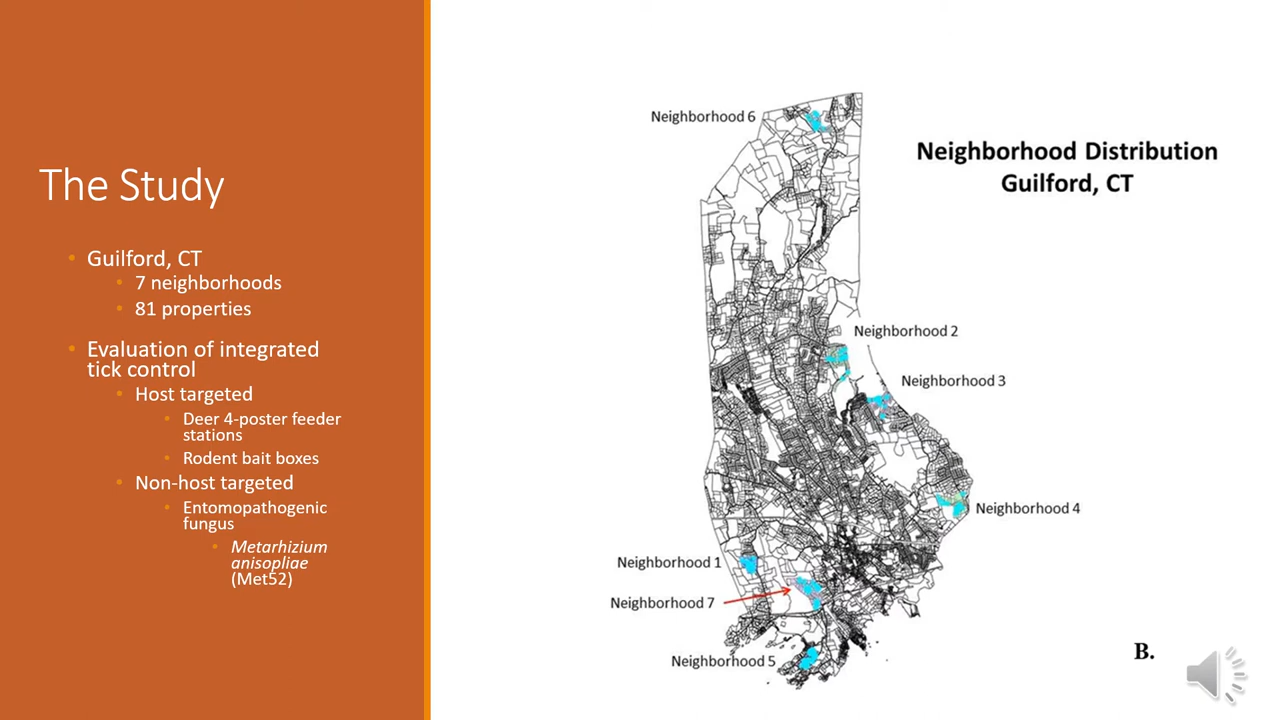 The Study
• Guilford, CT
• 7 neighborhoods
• 81 properties
• Evaluation of integrated
tick control
• Host targeted
• Deer 4-poster feeder
stations
• Rodent bait boxes
• Non-host targeted
• Entomopathogenic
fungus
• Metarhizium
anisopliae
(Met52)
Neighborhood Distribution
Guilford, CT
Neighborhood 6
Neighborhood 2
Neighborhood 3
Neighborhood 4
Neighborhood 1
Neighborhood 7
Neighborhood 5
B.